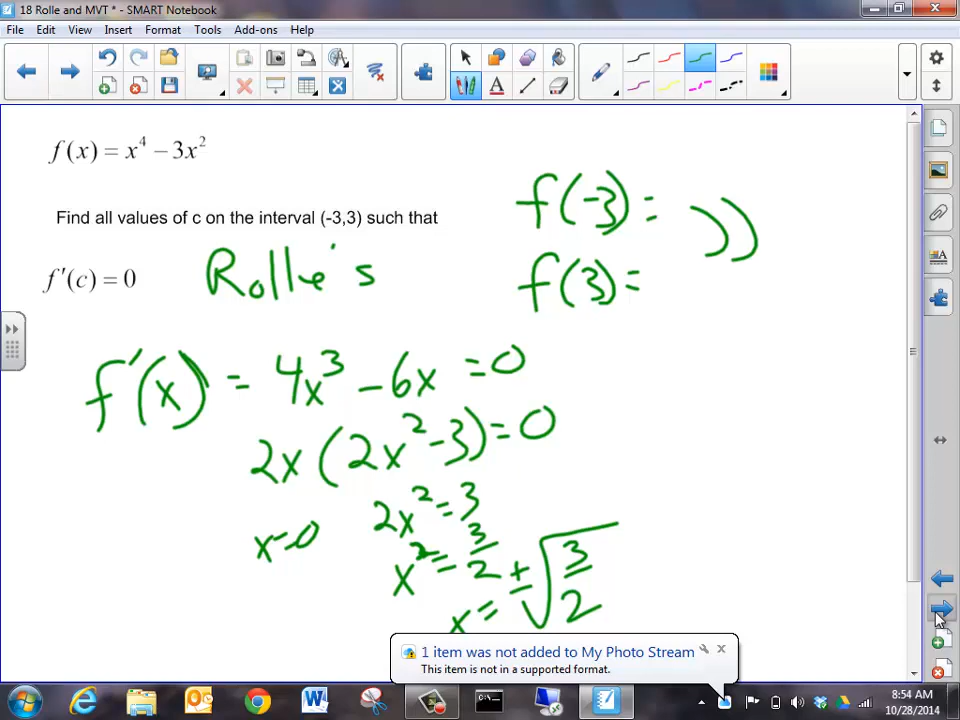 18 Rolle and MVT * - SMART Notebook
File Edit View Insert Format Tools Add-ons Help
f(x) = x⁴ − 3x²
Find all values of c on the interval (-3,3) such that
f'(c) = 0
Rolle's
f(-3) =
f(3) =
f'(x) = 4x³ - 6x = 0
2x(2x²-3) = 0
2x² = 3
x=0
x² = 3/2
x = ±√3/2
1 item was not added to My Photo Stream
This item is not in a supported format.
8:54 AM
10/28/2014